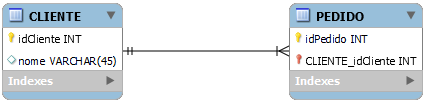 CLIENTE
idCliente INT
nome VARCHAR(45)
Indexes
PEDIDO
idPedido INT
CLIENTE_idCliente INT
Indexes